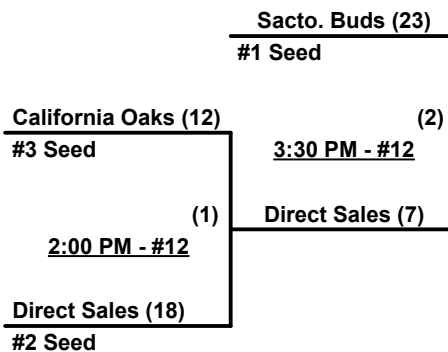 Sacto. Buds (23)
#1 Seed
California Oaks (12)
(2)
#3 Seed
3:30 PM - #12
(1)
Direct Sales (7)
2:00 PM - #12
Direct Sales (18)
#2 Seed